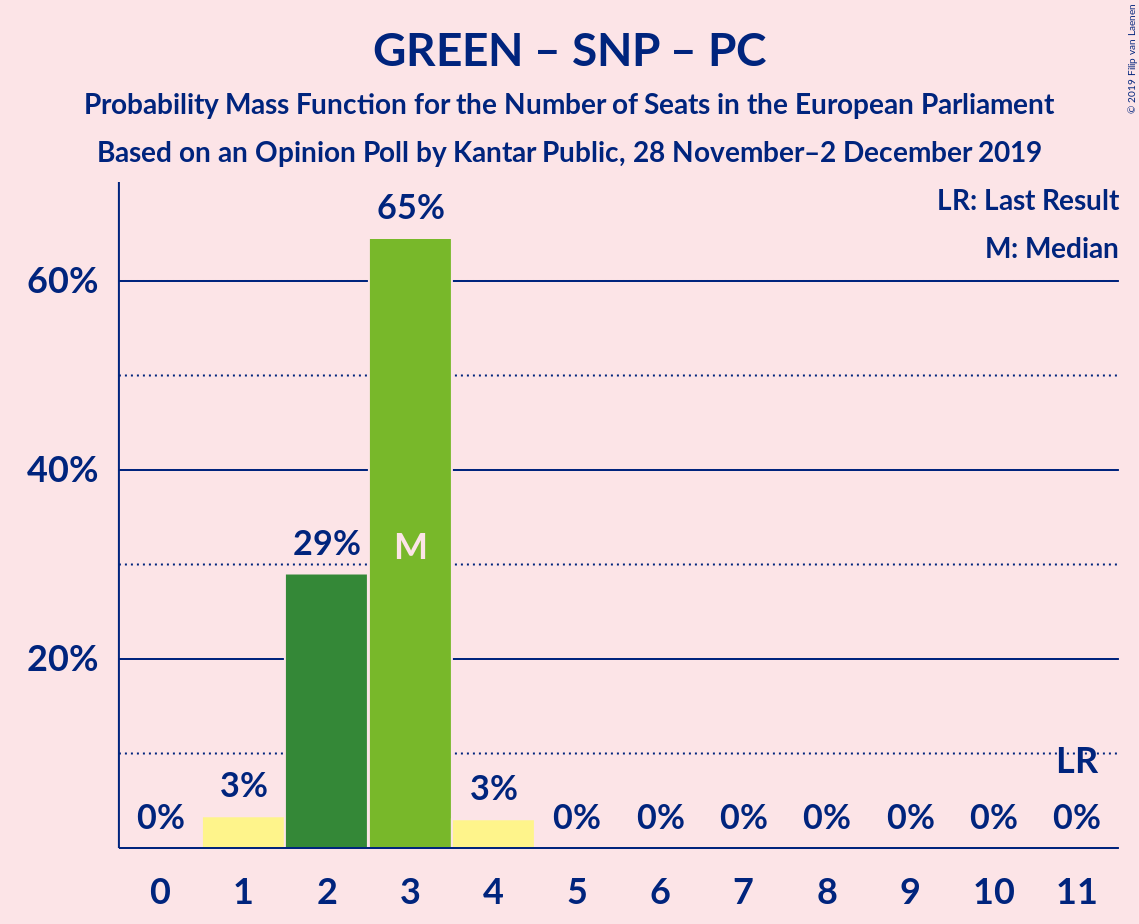 GREEN – SNP – PC
Probability Mass Function for the Number of Seats in the European Parliament
Based on an Opinion Poll by Kantar Public, 28 November–2 December 2019
© 2019 Filip van Laenen
LR: Last Result
M: Median
65%
60%
40%
29%
M
20%
LR
3%
3%
0%
0%
0%
0%
0%
0%
0%
0%
0 1 2 3 4 5 6 7 8 9 10 11